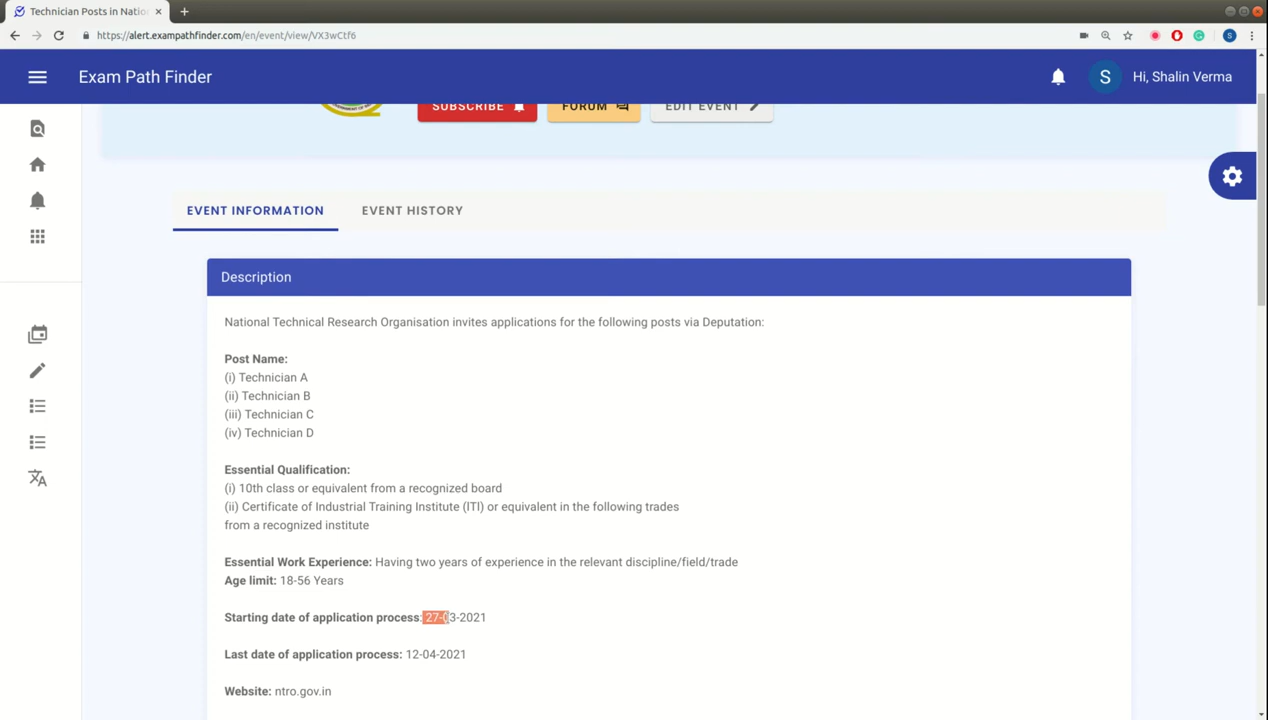 Technician Posts in Natio
https://alert.exampathfinder.com/en/event/view/VX3wCtf6
S
Exam Path Finder
S
Hi, Shalin Verma
SUBSCRIBE
FORUM
EDIT EVENT
EVENT INFORMATION
EVENT HISTORY
Description
National Technical Research Organisation invites applications for the following posts via Deputation:
Post Name:
(i) Technician A
(ii) Technician B
(iii) Technician C
(iv) Technician D
Essential Qualification:
(i) 10th class or equivalent from a recognized board
(ii) Certificate of Industrial Training Institute (ITI) or equivalent in the following trades
from a recognized institute
Essential Work Experience: Having two years of experience in the relevant discipline/field/trade
Age limit: 18-56 Years
Starting date of application process: 27-03-2021
Last date of application process: 12-04-2021
Website: ntro.gov.in